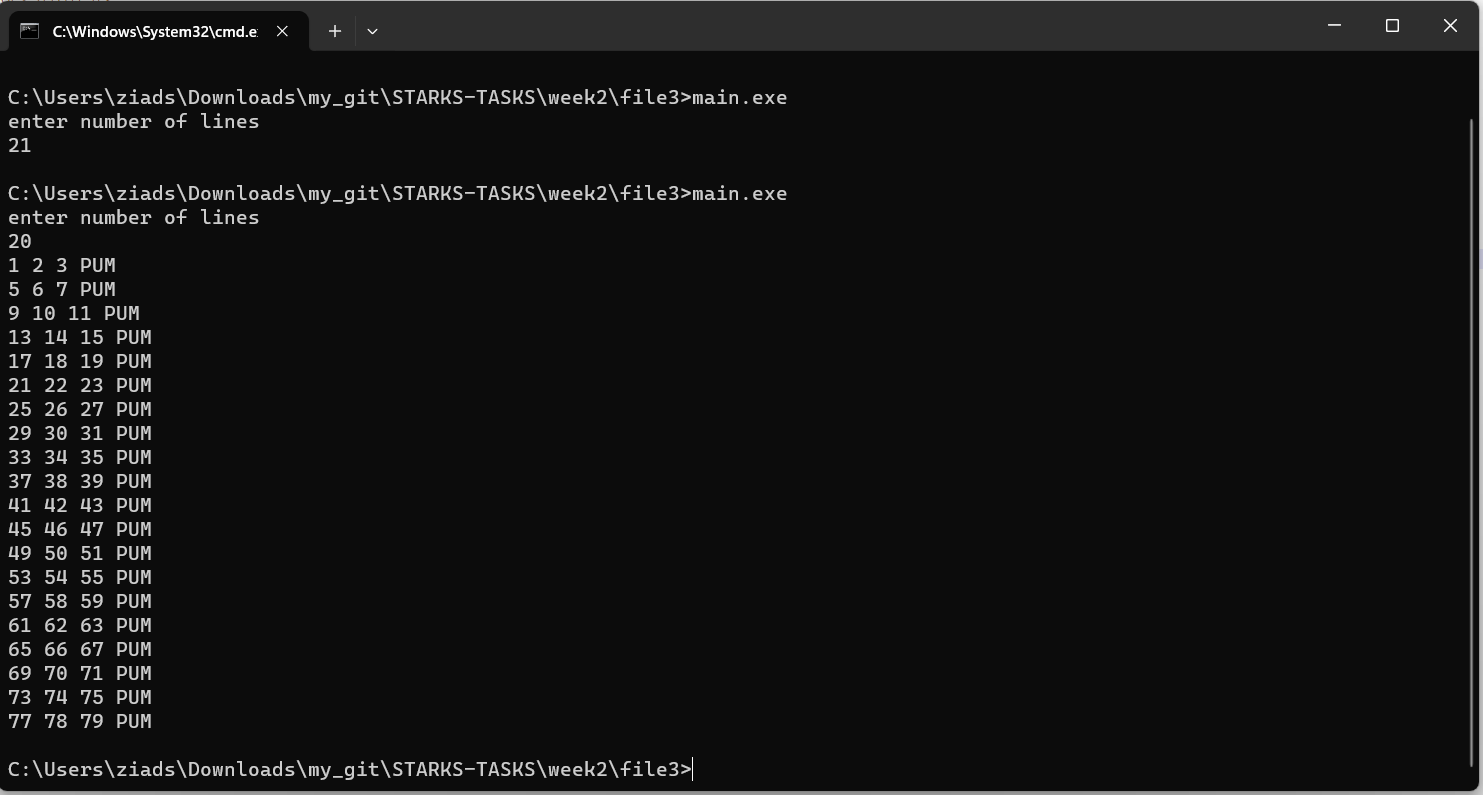 C:\Windows\System32\cmd.e
C:\Users\ziads\Downloads\my_git\STARKS-TASKS\week2\file3>main.exe
enter number of lines
21
C:\Users\ziads\Downloads\my_git\STARKS-TASKS\week2\file3>main.exe
enter number of lines
20
1 2 3 PUM
5 6 7 PUM
9 10 11 PUM
13 14 15 PUM
17 18 19 PUM
21 22 23 PUM
25 26 27 PUM
29 30 31 PUM
33 34 35 PUM
37 38 39 PUM
41 42 43 PUM
45 46 47 PUM
49 50 51 PUM
53 54 55 PUM
57 58 59 PUM
61 62 63 PUM
65 66 67 PUM
69 70 71 PUM
73 74 75 PUM
77 78 79 PUM
C:\Users\ziads\Downloads\my_git\STARKS-TASKS\week2\file3>